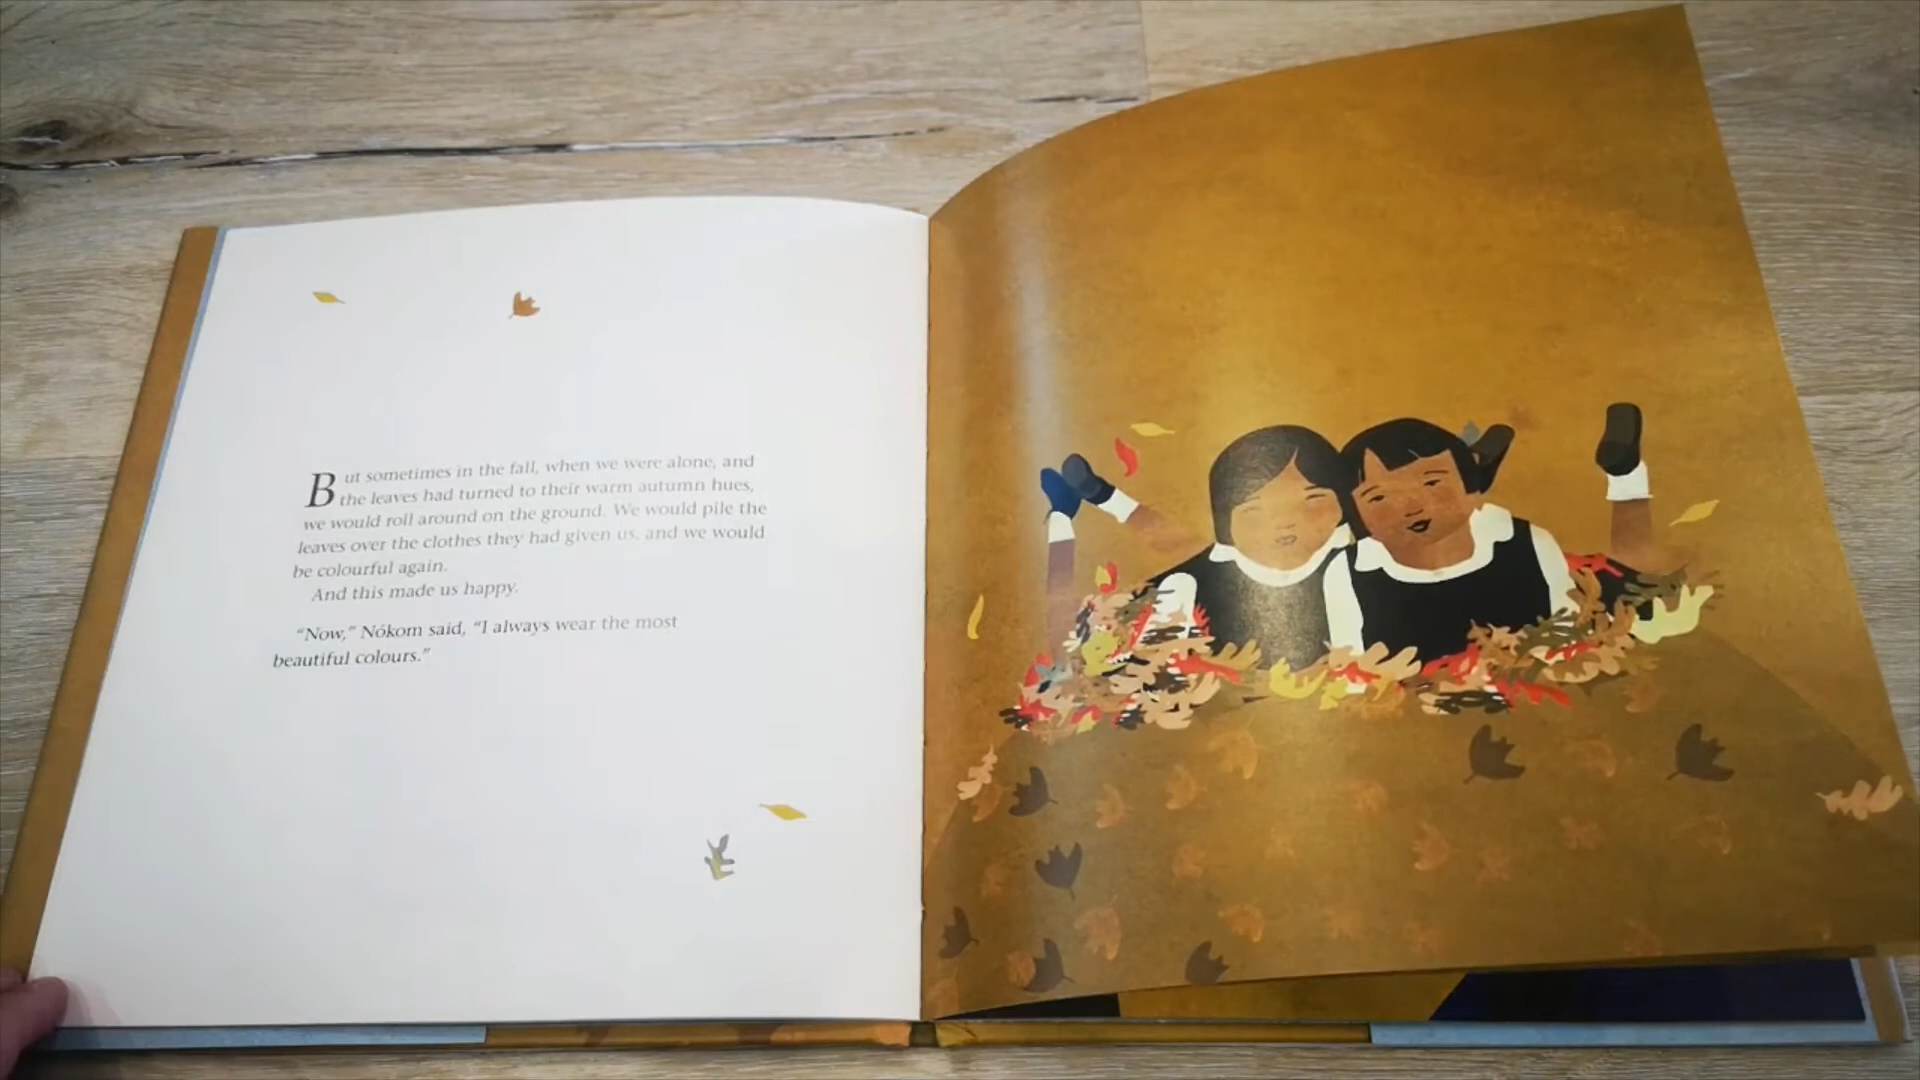 But sometimes in the fall, when we were alone, and
the leaves had turned to their warm autumn hues,
we would roll around on the ground. We would pile the
leaves over the clothes they had given us, and we would
be colourful again.
And this made us happy.
“Now,” Nókom said, “I always wear the most
beautiful colours.”